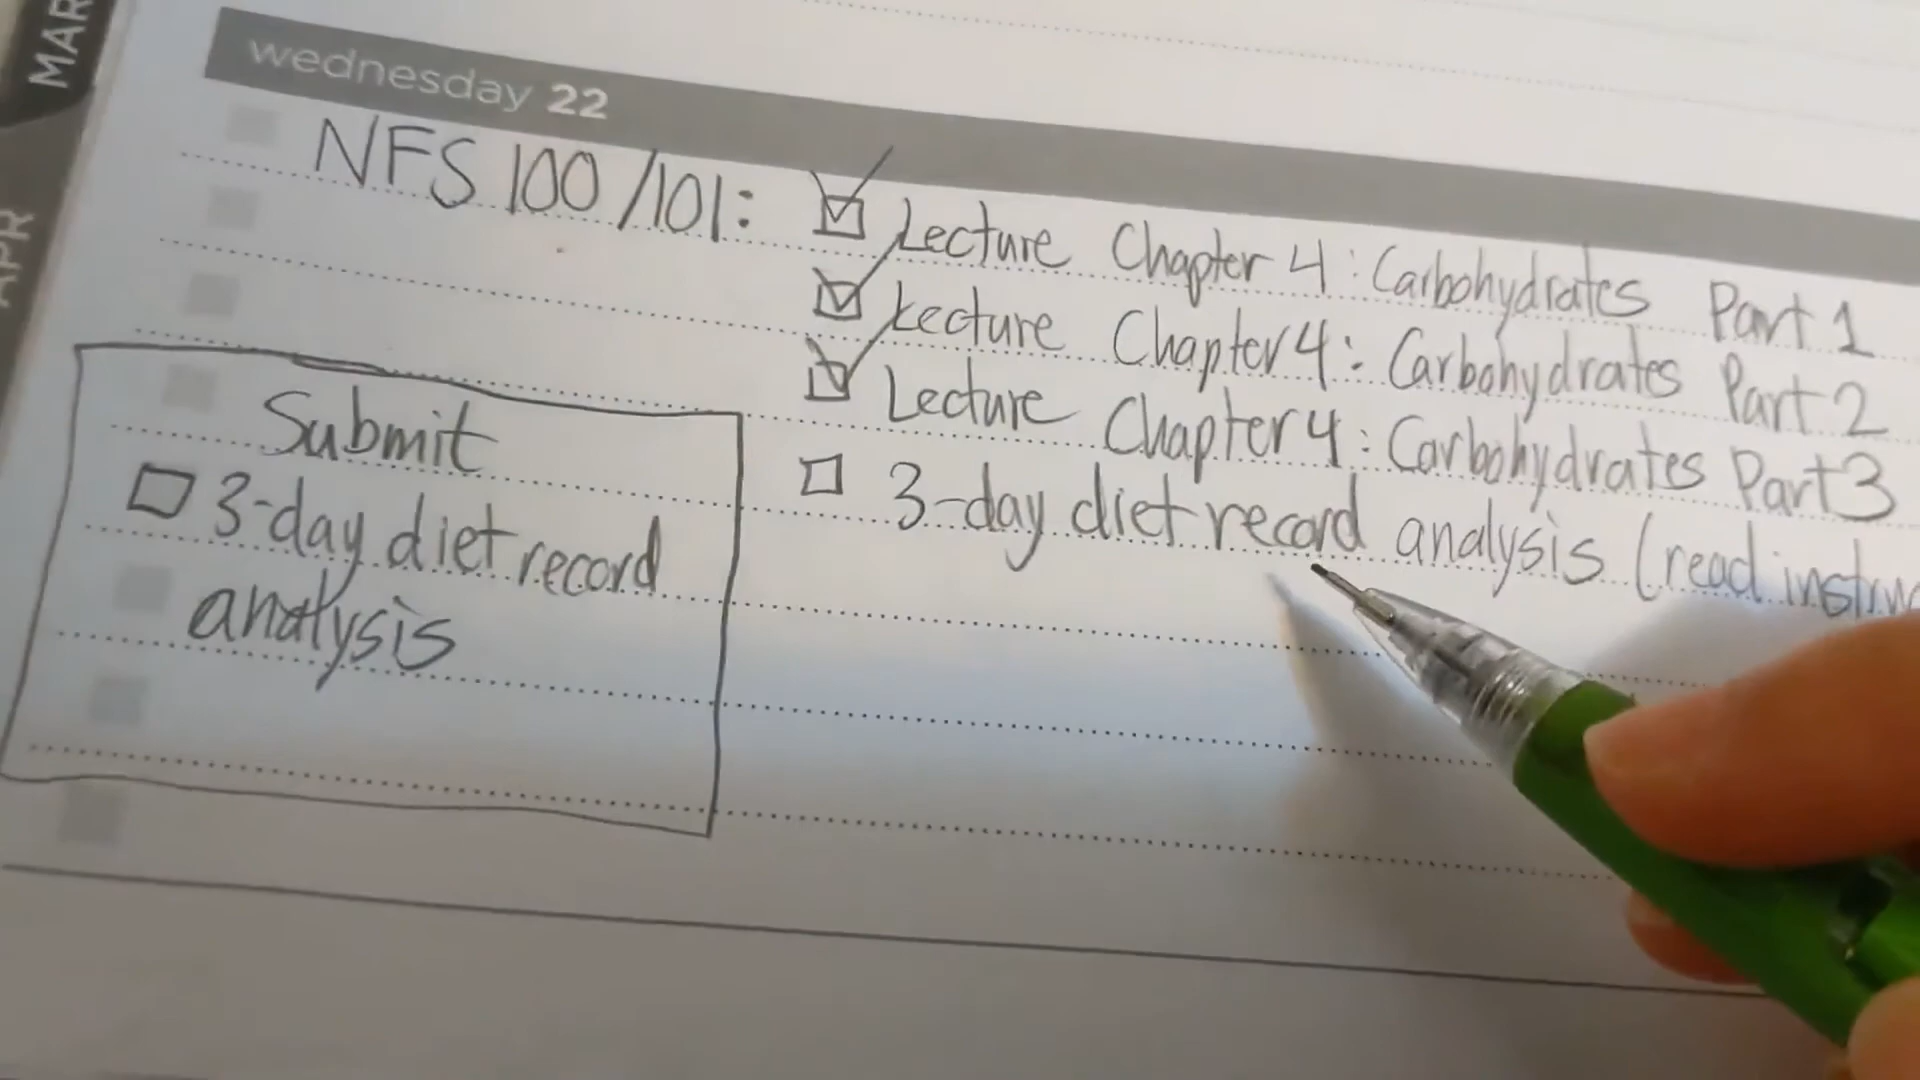 MAR
APR
wednesday 22
NFS 100/101:
Lecture Chapter 4: Carbohydrates Part 1
Lecture Chapter 4: Carbohydrates Part 2
Lecture Chapter 4: Carbohydrates Part 3
3-day diet record analysis (read
Submit
3-day diet record
analysis